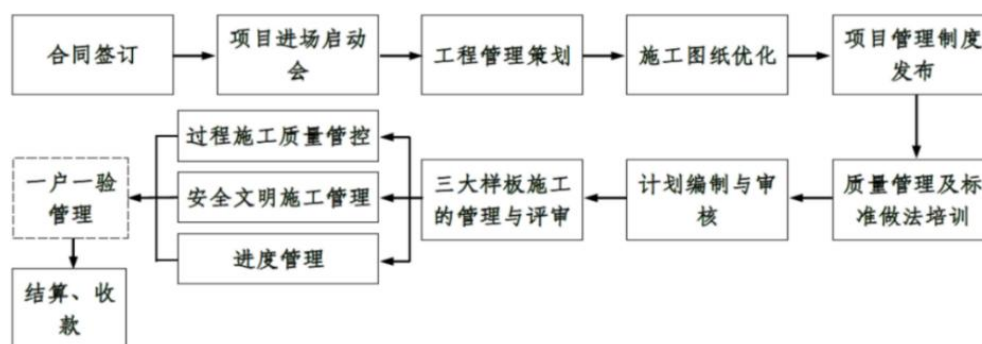 合同签订
项目进场启动
会
工程管理策划
施工图纸优化
项目管理制度
发布
质量管理及标
准做法培训
计划编制与审
核
三大样板施工
的管理与评审
过程施工质量管控
安全文明施工管理
进度管理
一户一验
管理
结算、收
款